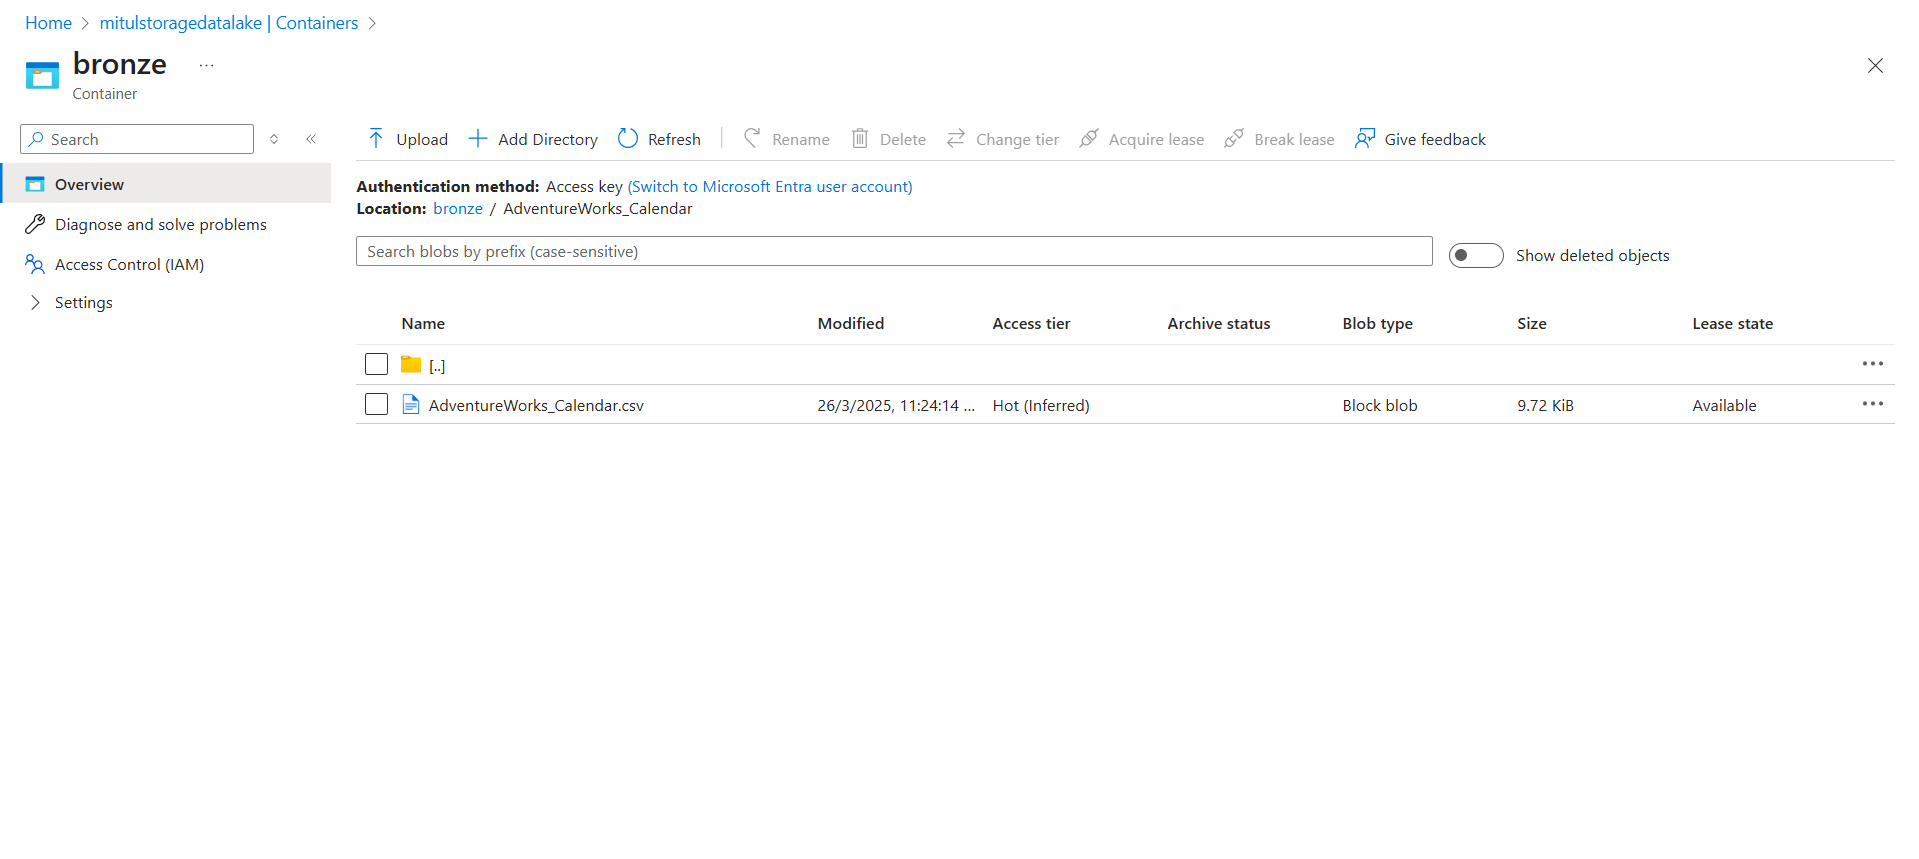 Home > mitulstoragedatalake | Containers >
bronze ...
Container
Search
Overview
Diagnose and solve problems
Access Control (IAM)
Settings
Upload Add Directory Refresh Rename Delete Change tier Acquire lease Break lease Give feedback
Authentication method: Access key (Switch to Microsoft Entra user account)
Location: bronze / AdventureWorks_Calendar
Search blobs by prefix (case-sensitive)
Show deleted objects
Name Modified Access tier Archive status Blob type Size Lease state
[..]
AdventureWorks_Calendar.csv 26/3/2025, 11:24:14 ... Hot (Inferred) Block blob 9.72 KiB Available